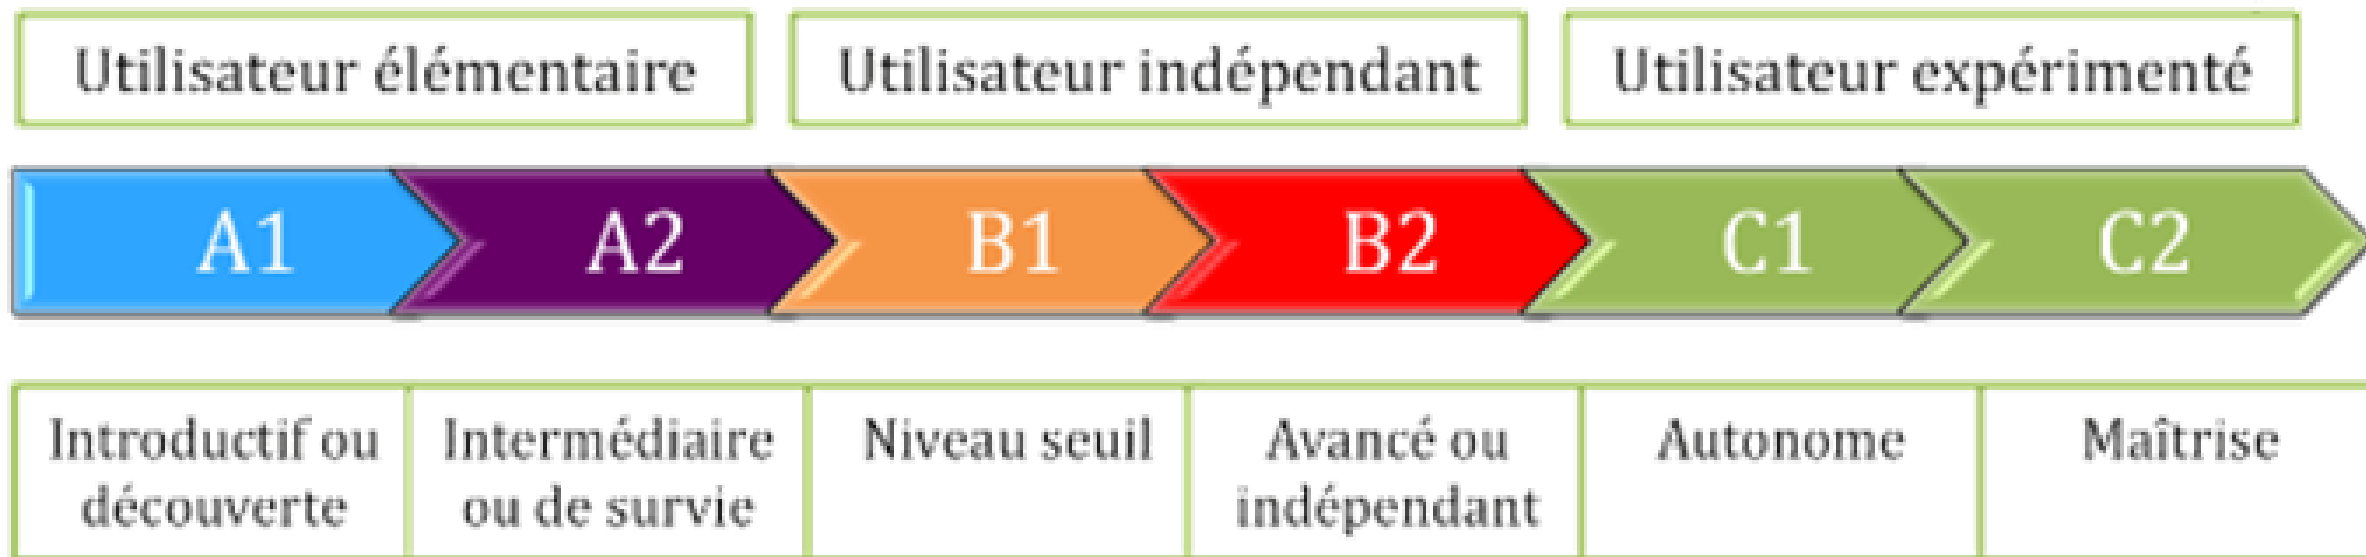 Utilisateur élémentaire
Utilisateur indépendant
Utilisateur expérimenté
A1
A2
B1
B2
C1
C2
Introductif ou
découverte
Intermédiaire
ou de survie
Niveau seuil
Avancé ou
indépendant
Autonome
Maîtrise